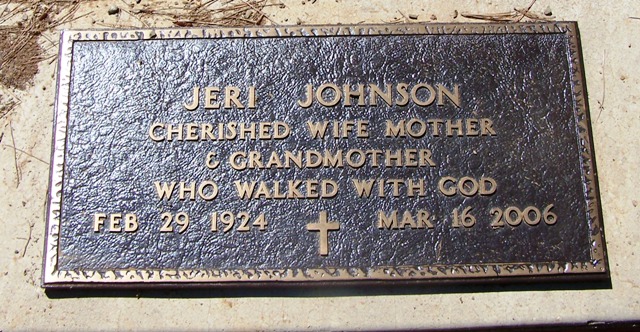 JERI JOHNSON
CHERISHED WIFE MOTHER
& GRANDMOTHER
WHO WALKED WITH GOD
FEB 29 1924 MAR 16 2006